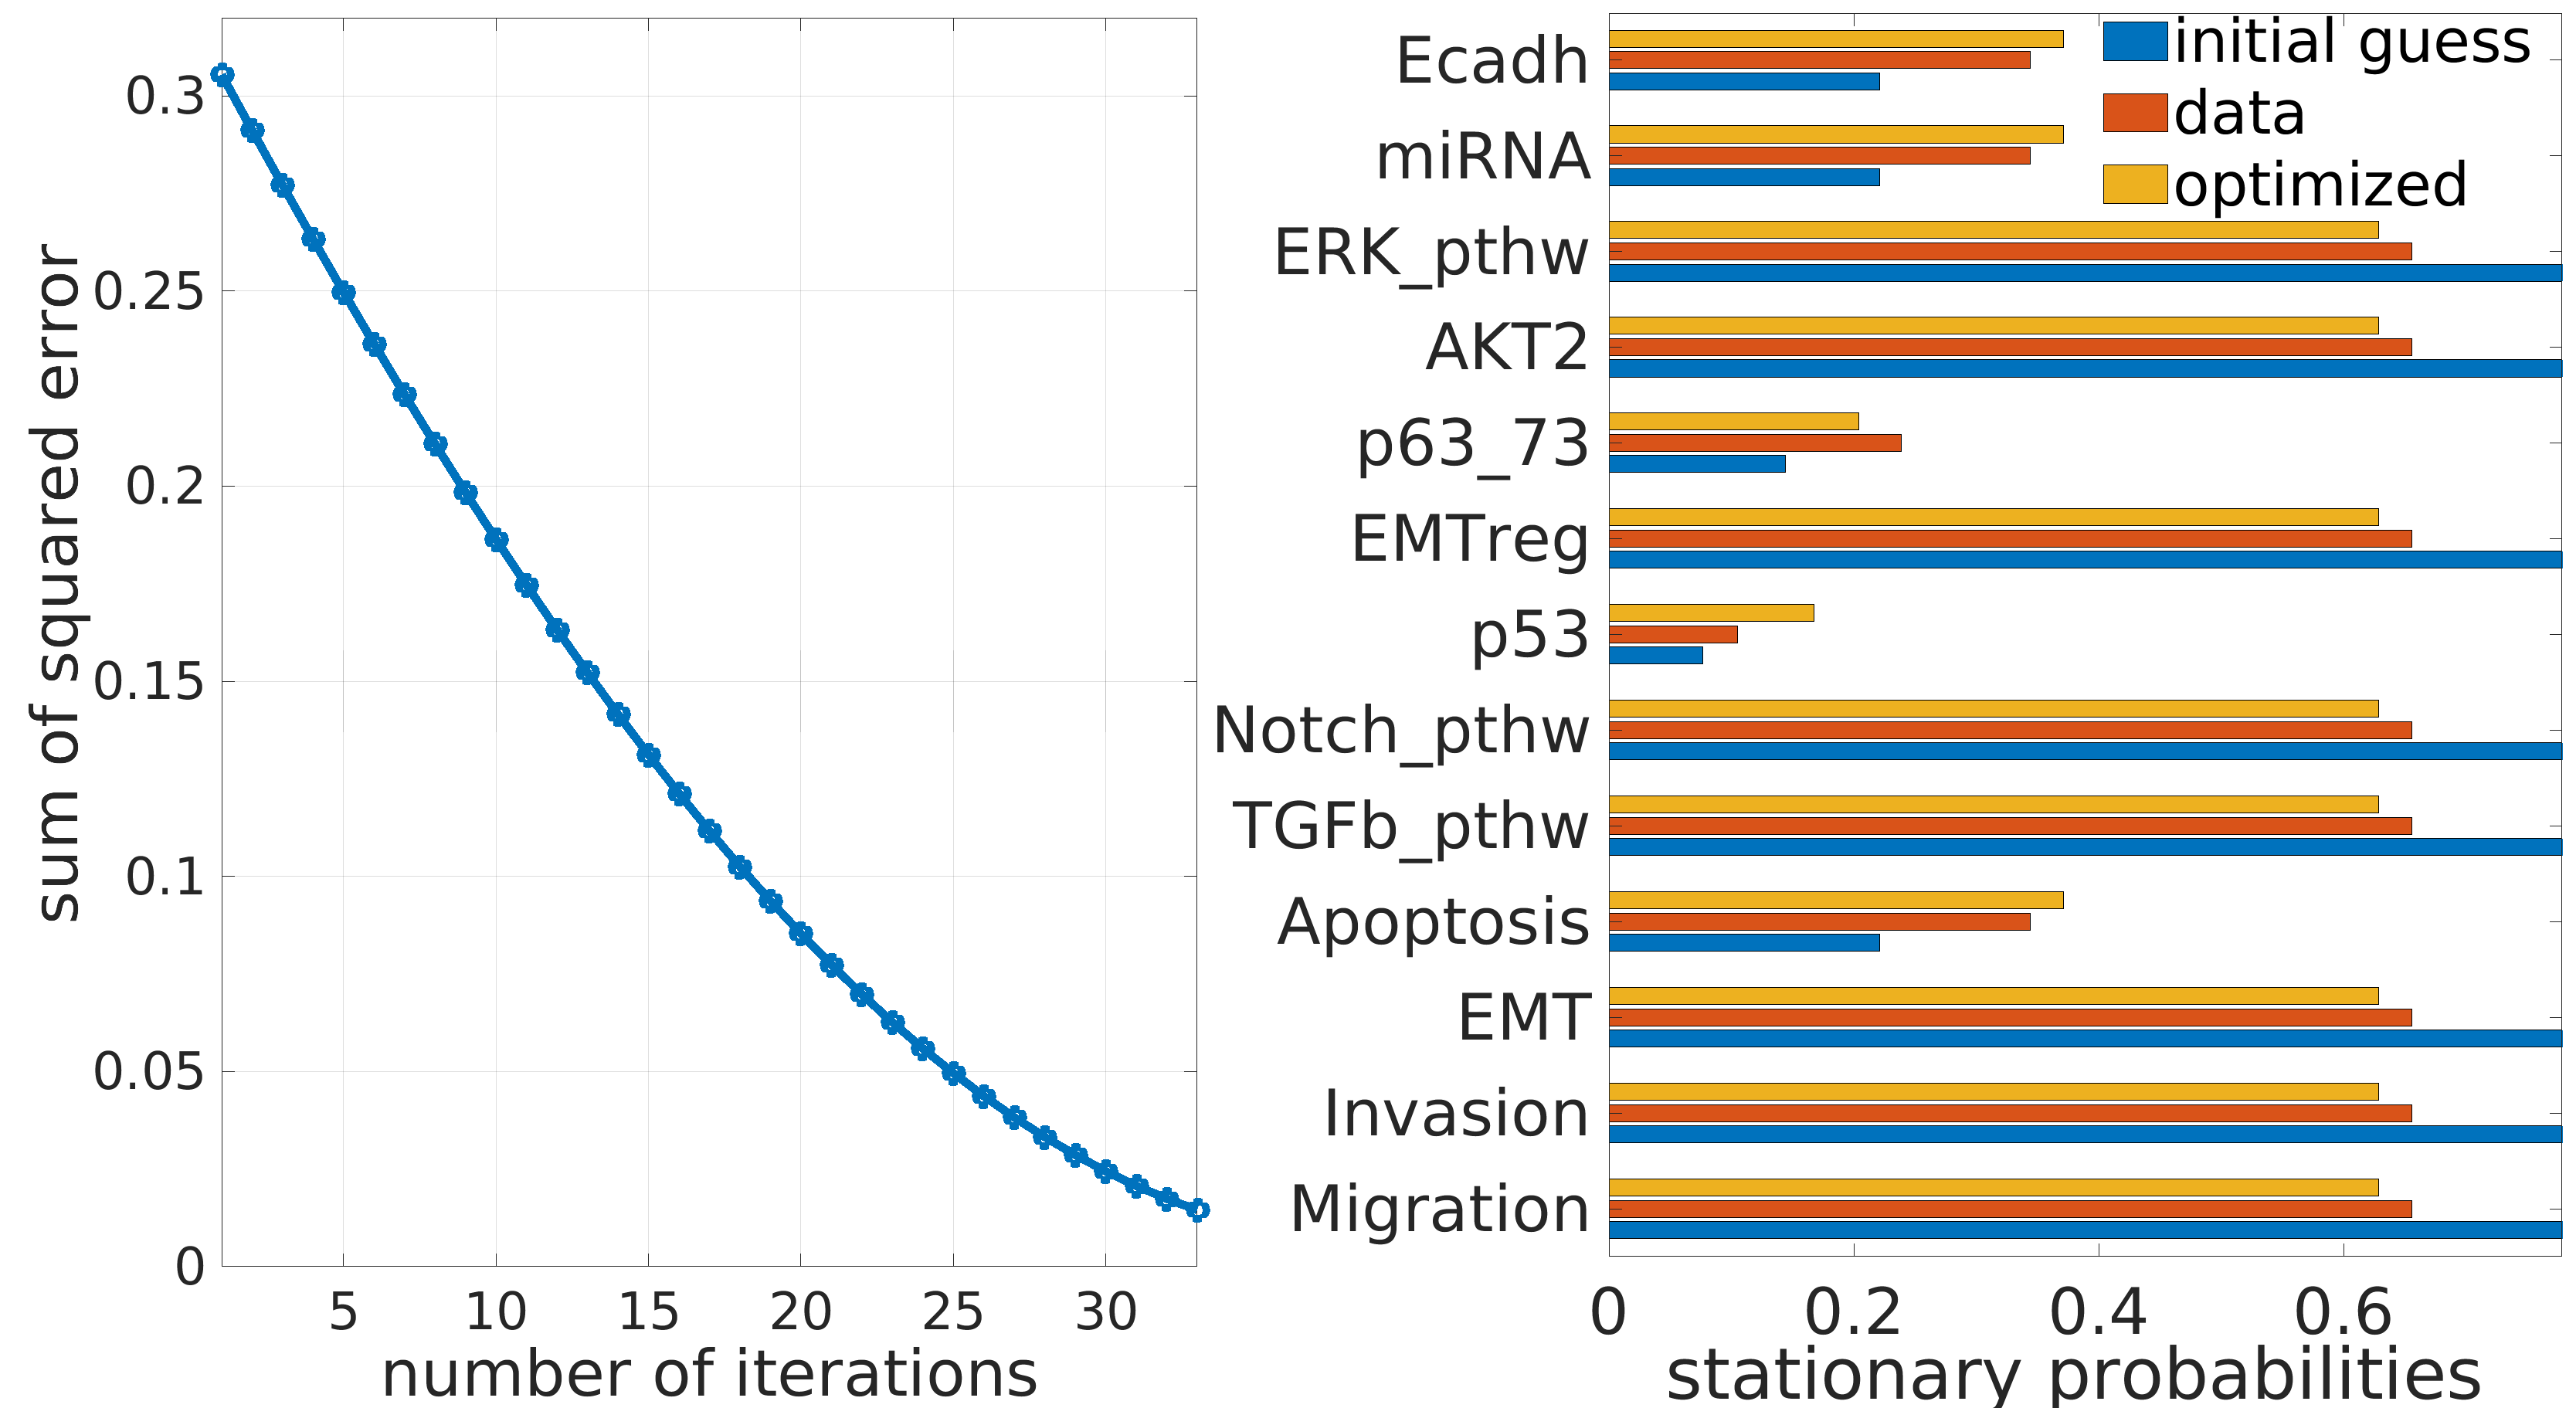 sum of squared error
0.3
0.25
0.2
0.15
0.1
0.05
0
5 10 15 20 25 30
number of iterations
initial guess
data
optimized
Ecadh
miRNA
ERK_pthw
AKT2
p63_73
EMTreg
p53
Notch_pthw
TGFb_pthw
Apoptosis
EMT
Invasion
Migration
0 0.2 0.4 0.6
stationary probabilities